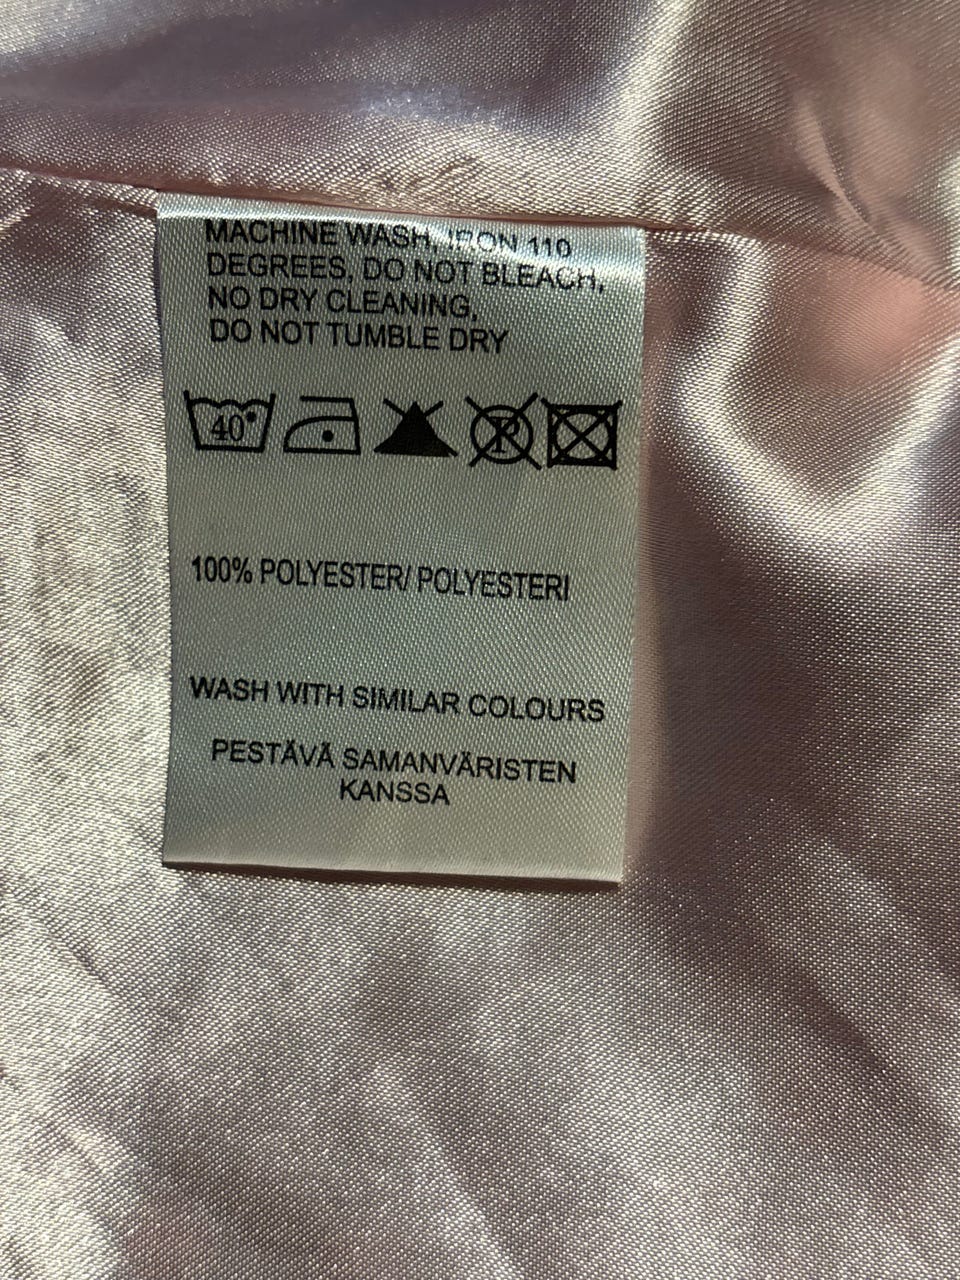 MACHINE WASH, IRON 110
DEGREES, DO NOT BLEACH,
NO DRY CLEANING,
DO NOT TUMBLE DRY
40°
P
100% POLYESTER/ POLYESTERI
WASH WITH SIMILAR COLOURS
PESTÄVÄ SAMANVÄRISTEN
KANSSA